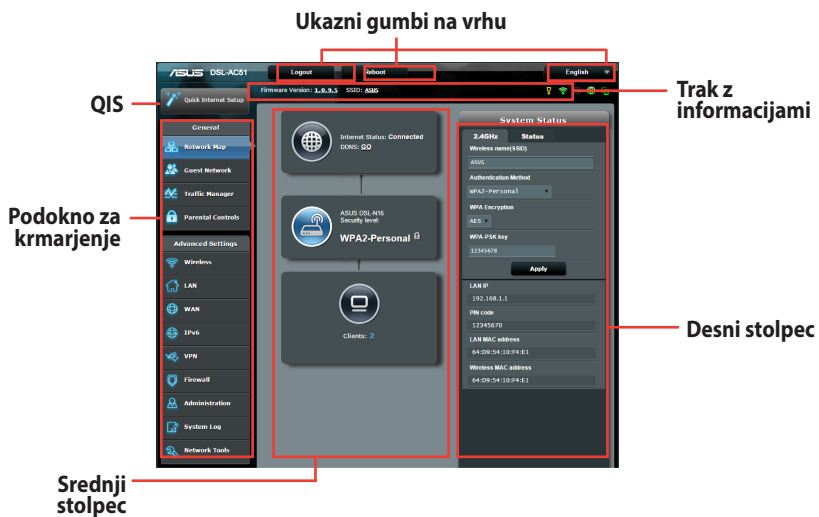 Ukazni gumbi na vrhu
ASUS DSL-AC51
Logout
Reboot
English
Firmware Version: 1.0.9.5 SSID: ASUS
Trak z
informacijami
QIS
Quick Internet Setup
General
Network Map
Guest Network
Traffic Manager
Parental Controls
Podokno za
krmarjenje
Advanced Settings
Wireless
LAN
WAN
IPv6
VPN
Firewall
Administration
System Log
Network Tools
Internet Status: Connected
DDNS: GO
ASUS DSL-N16
Security level:
WPA2-Personal
Clients: 2
System Status
2.4GHz
Status
Wireless name(SSID)
ASUS
Authentication Method
WPA2-Personal
WPA Encryption
AES
WPA-PSK key
12345678
Apply
LAN IP
192.168.1.1
PIN code
12345670
LAN MAC address
64:D9:54:10:F4:E1
Wireless MAC address
64:D9:54:10:F4:E1
Desni stolpec
Srednji
stolpec